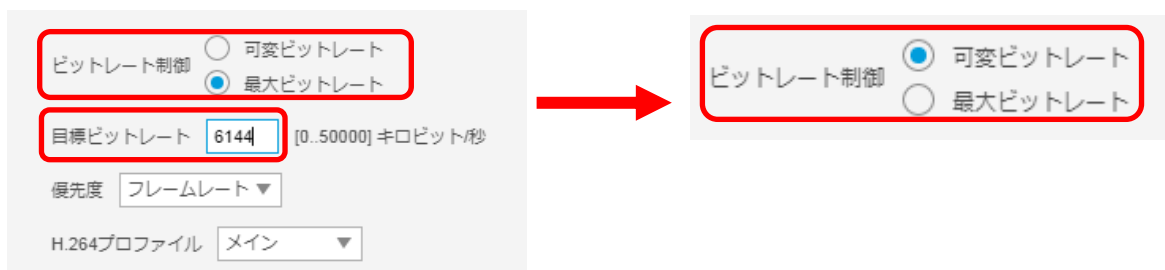 ビットレート制御
可変ビットレート
最大ビットレート
目標ビットレート 6144 [0..50000] キロビット/秒
優先度 フレームレート ▼
H.264プロファイル メイン ▼
ビットレート制御
可変ビットレート
最大ビットレート